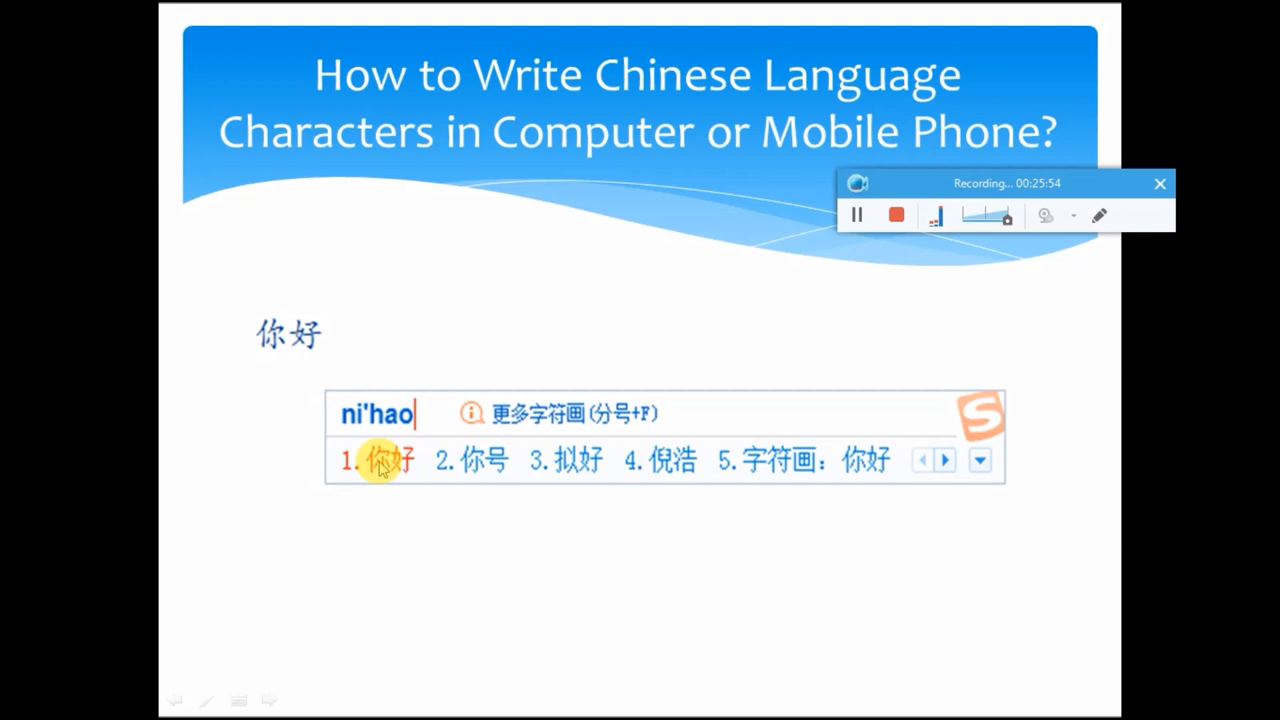 How to Write Chinese Language
Characters in Computer or Mobile Phone?
Recording... 00:25:54
你好
ni'hao 更多字符画(分号+F)
1.你好 2.你号 3.拟好 4.倪浩 5.字符画：你好